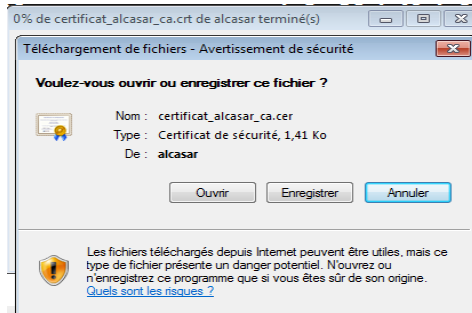 0% de certificat_alcasar_ca.crt de alcasar terminé(s)
Téléchargement de fichiers - Avertissement de sécurité
Voulez-vous ouvrir ou enregistrer ce fichier ?
Nom : certificat_alcasar_ca.cer
Type : Certificat de sécurité, 1,41 Ko
De : alcasar
Ouvrir Enregistrer Annuler
Les fichiers téléchargés depuis Internet peuvent être utiles, mais ce
type de fichier présente un danger potentiel. N'ouvrez ou
n'enregistrez ce programme que si vous êtes sûr de son origine.
Quels sont les risques ?